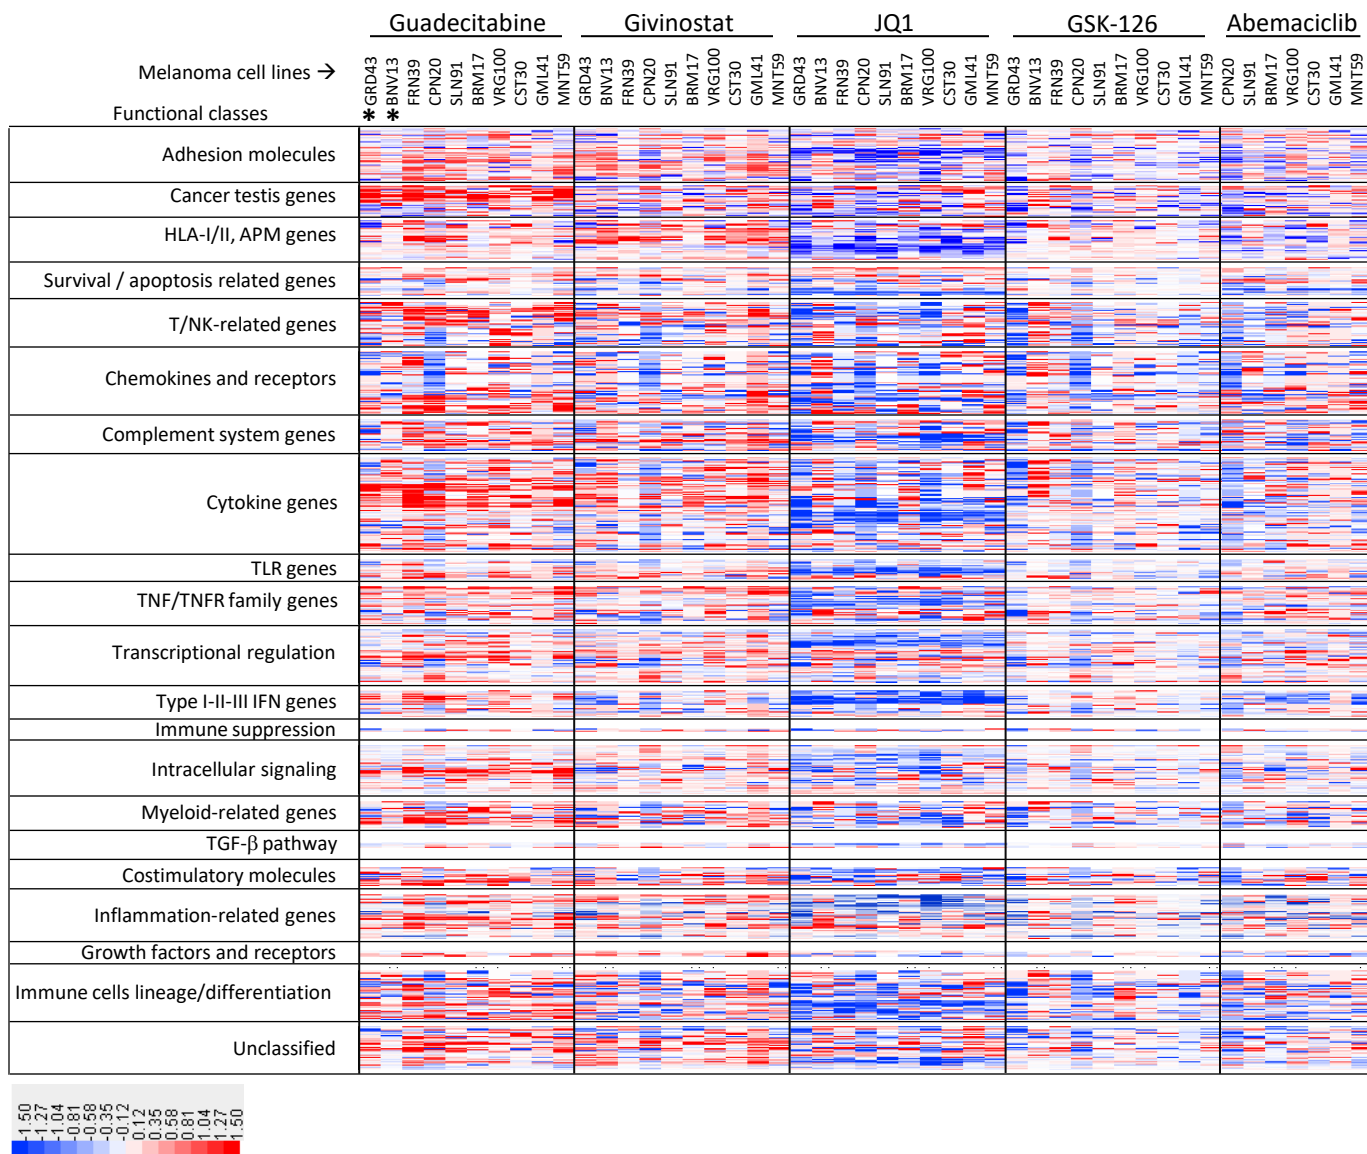 Guadecitabine Givinostat JQ1 GSK-126 Abemaciclib
Melanoma cell lines →
GRD43 BNV13 FRN39 CPN20 SLN91 BRM17 VRG100 CST30 GML41 MNT59 GRD43 BNV13 FRN39 CPN20 SLN91 BRM17 VRG100 CST30 GML41 MNT59 GRD43 BNV13 FRN39 CPN20 SLN91 BRM17 VRG100 CST30 GML41 MNT59 GRD43 BNV13 FRN39 CPN20 SLN91 BRM17 VRG100 CST30 GML41 MNT59 CPN20 SLN91 BRM17 VRG100 CST30 GML41 MNT59
Functional classes * *
Adhesion molecules
Cancer testis genes
HLA-I/II, APM genes
Survival / apoptosis related genes
T/NK-related genes
Chemokines and receptors
Complement system genes
Cytokine genes
TLR genes
TNF/TNFR family genes
Transcriptional regulation
Type I-II-III IFN genes
Immune suppression
Intracellular signaling
Myeloid-related genes
TGF-β pathway
Costimulatory molecules
Inflammation-related genes
Growth factors and receptors
Immune cells lineage/differentiation
Unclassified
-1.50 -1.27 -1.04 -0.81 -0.58 -0.35 -0.12 0.12 0.35 0.58 0.81 1.04 1.27 1.50